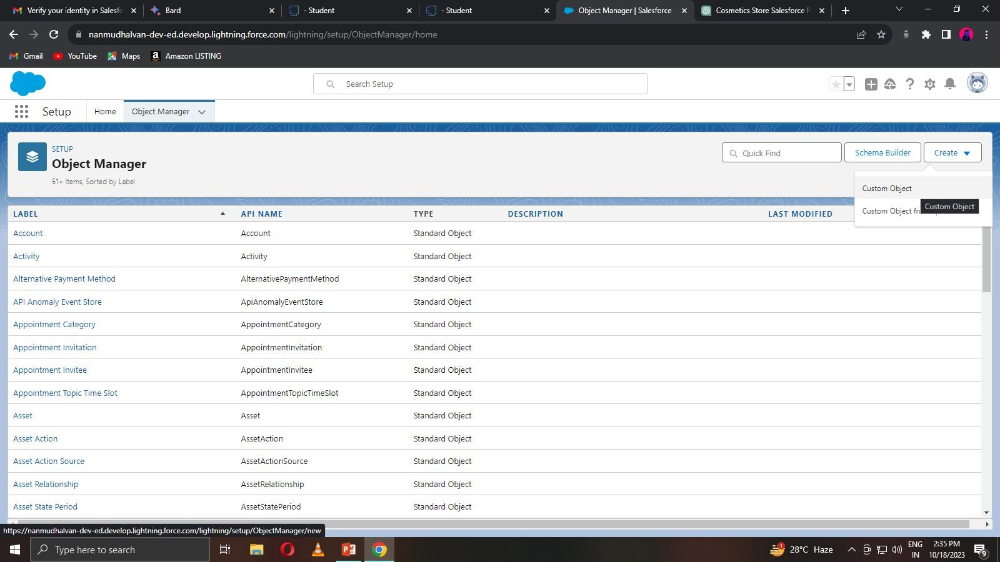 Verify your identity in Salesfo
Bard
- Student
- Student
Object Manager | Salesforce
Cosmetics Store Salesforce P
nanmudhalvan-dev-ed.develop.lightning.force.com/lightning/setup/ObjectManager/home
Gmail
YouTube
Maps
Amazon LISTING
Search Setup
Setup
Home
Object Manager
SETUP
Object Manager
51+ Items, Sorted by Label
Quick Find
Schema Builder
Create
Custom Object
Custom Object
Custom Object
LABEL API NAME TYPE DESCRIPTION LAST MODIFIED
Account Account Standard Object
Activity Activity Standard Object
Alternative Payment Method AlternativePaymentMethod Standard Object
API Anomaly Event Store ApiAnomalyEventStore Standard Object
Appointment Category AppointmentCategory Standard Object
Appointment Invitation AppointmentInvitation Standard Object
Appointment Invitee AppointmentInvitee Standard Object
Appointment Topic Time Slot AppointmentTopicTimeSlot Standard Object
Asset Asset Standard Object
Asset Action AssetAction Standard Object
Asset Action Source AssetActionSource Standard Object
Asset Relationship AssetRelationship Standard Object
Asset State Period AssetStatePeriod Standard Object
https://nanmudhalvan-dev-ed.develop.lightning.force.com/lightning/setup/ObjectManager/new
Type here to search
1
28°C Haze
ENG
IN
2:35 PM
10/18/2023
9